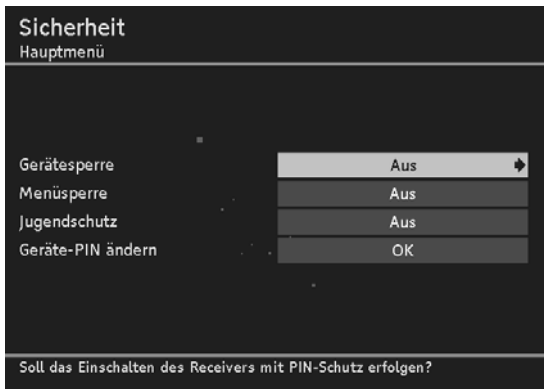 Sicherheit
Hauptmenü
Gerätesperre Aus
Menüsperre Aus
Jugendschutz Aus
Geräte-PIN ändern OK
Soll das Einschalten des Receivers mit PIN-Schutz erfolgen?